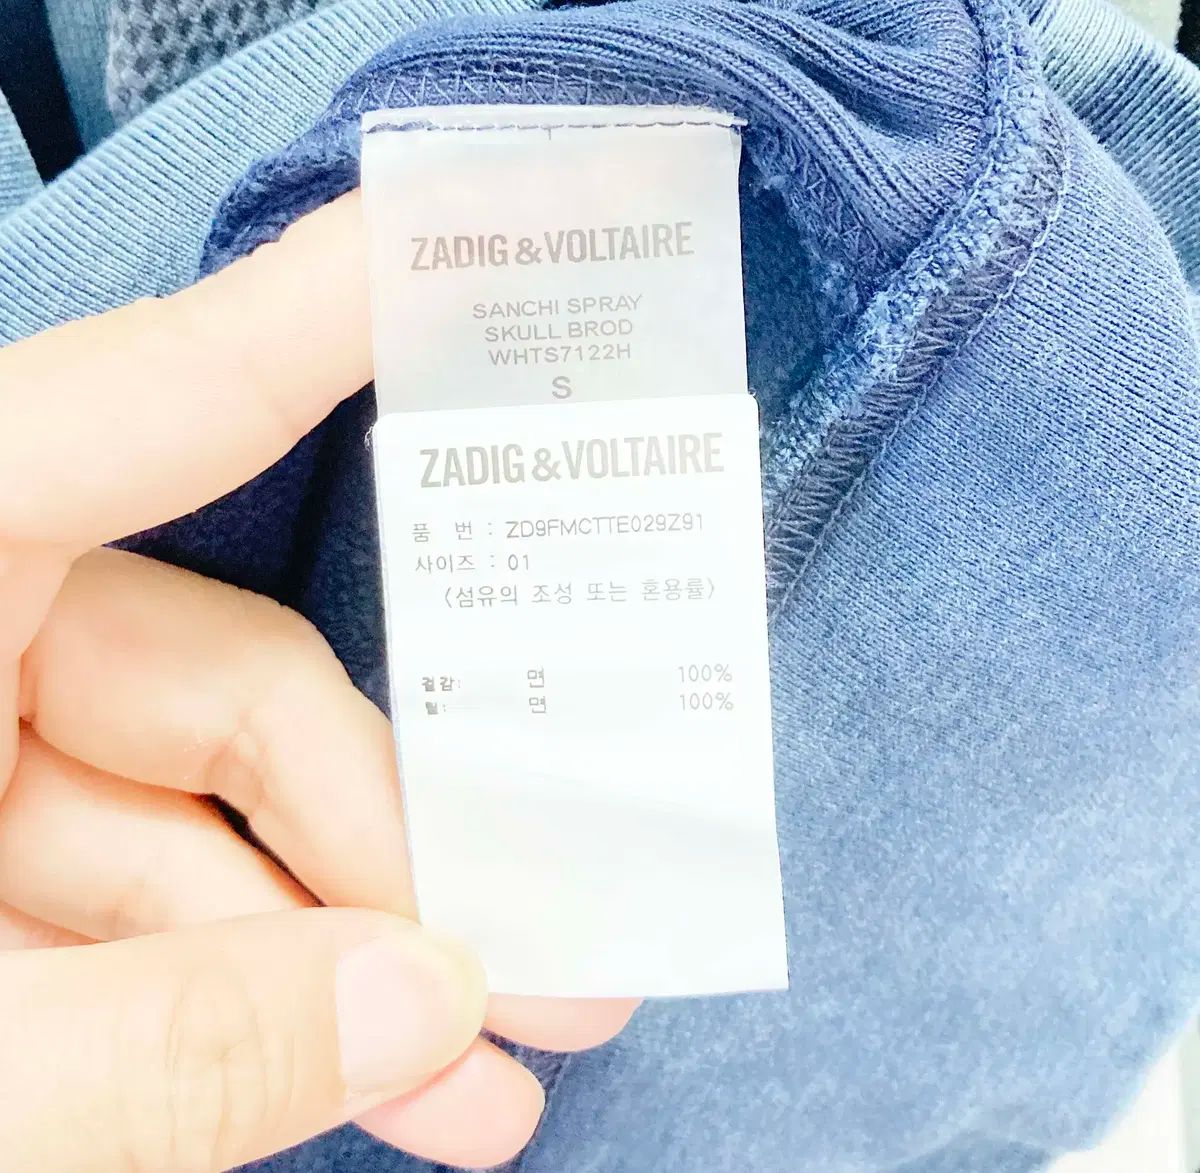 ZADIG & VOLTAIRE
SANCHI SPRAY
SKULL BROD
WHTS7122H
S
ZADIG & VOLTAIRE
품 번 : ZD9FMCTTE029Z91
사이즈 : 01
〈섬유의 조성 또는 혼용률〉
겉감: 면 100%
립: 면 100%